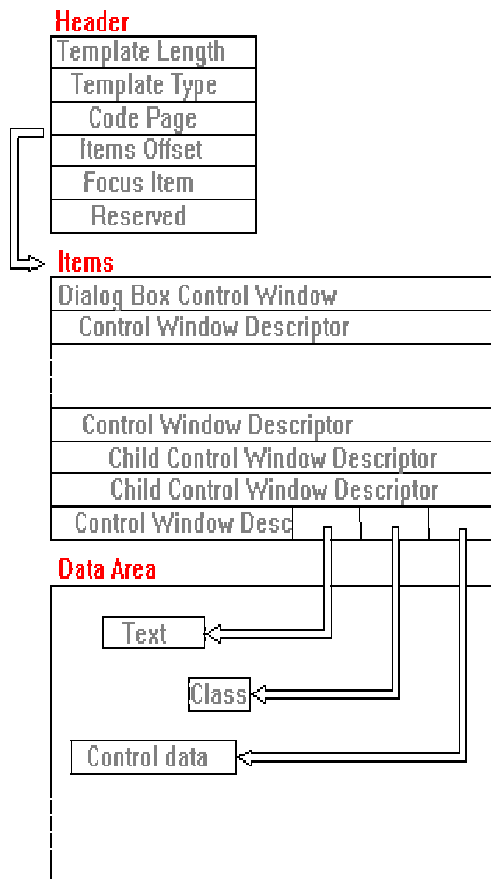 Header
Template Length
Template Type
Code Page
Items Offset
Focus Item
Reserved
Items
Dialog Box Control Window
Control Window Descriptor
Control Window Descriptor
Child Control Window Descriptor
Child Control Window Descriptor
Control Window Desc
Data Area
Text
Class
Control data